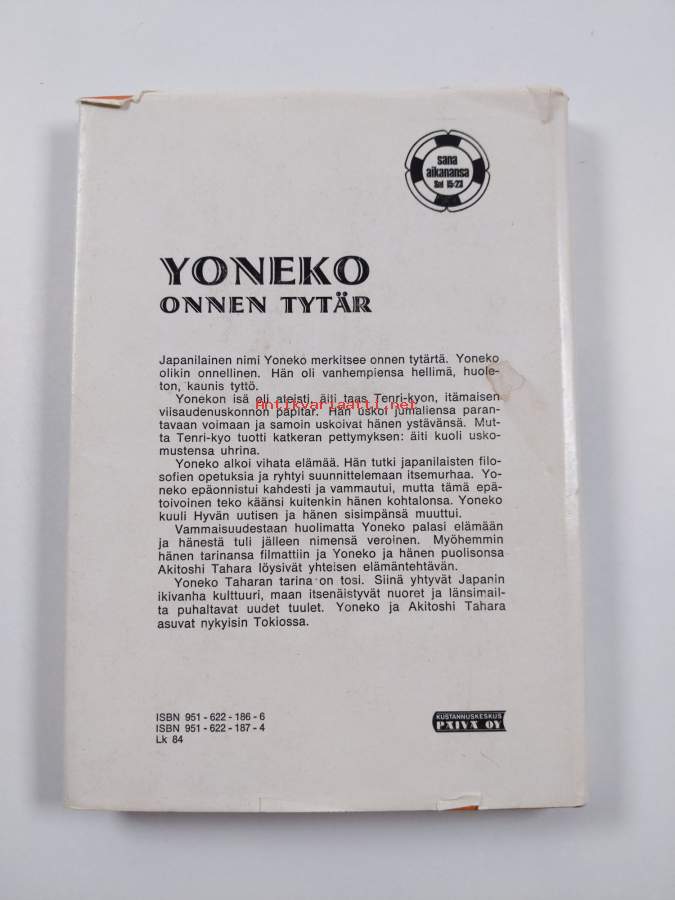 sana
aikanansa
Snl 15:23
YONEKO
ONNEN TYTÄR
Japanilainen nimi Yoneko merkitsee onnen tytärtä. Yoneko
olikin onnellinen. Hän oli vanhempiensa hellimä, huole-
ton, kaunis tyttö.
Yonekon isä oli ateisti, äiti taas Tenri-kyon, itämaisen
viisaudenuskonnon papitar. Hän uskoi jumaliensa paran-
tavaan voimaan ja samoin uskoivat hänen ystävänsä. Mut-
ta Tenri-kyo tuotti katkeran pettymyksen: äiti kuoli usko-
mustensa uhrina.
Yoneko alkoi vihata elämää. Hän tutki japanilaisten filo-
sofien opetuksia ja ryhtyi suunnittelemaan itsemurhaa. Yo-
neko epäonnistui kahdesti ja vammautui, mutta tämä epä-
toivoinen teko käänsi kuitenkin hänen kohtalonsa. Yoneko
kuuli Hyvän uutisen ja hänen sisimpänsä muuttui.
Vammaisuudestaan huolimatta Yoneko palasi elämään
ja hänestä tuli jälleen nimensä veroinen. Myöhemmin
hänen tarinansa filmattiin ja Yoneko ja hänen puolisonsa
Akitoshi Tahara löysivät yhteisen elämäntehtävän.
Yoneko Taharan tarina on tosi. Siinä yhtyvät Japanin
ikivanha kulttuuri, maan itsenäistyvät nuoret ja länsimail-
ta puhaltavat uudet tuulet. Yoneko ja Akitoshi Tahara
asuvat nykyisin Tokiossa.
Antikvariaatti.net
Antikvariaatti.net
ISBN 951 - 622 - 186 - 6
ISBN 951 - 622 - 187 - 4
Lk 84
KUSTANNUSKESKUS
PÄIVÄ OY